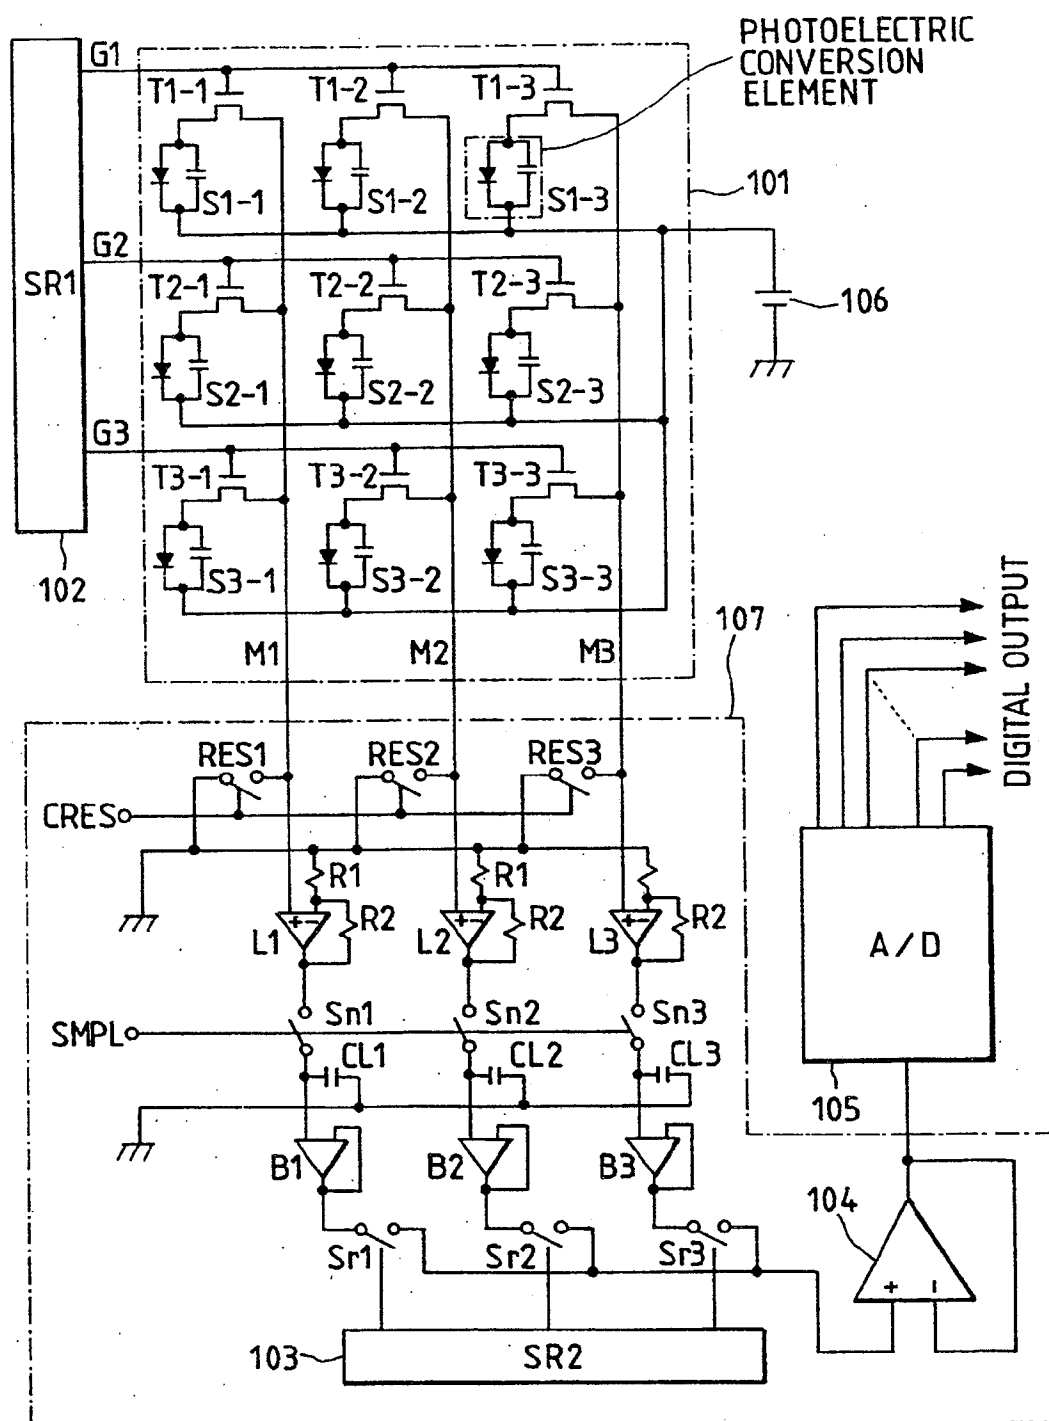 PHOTOELECTRIC
CONVERSION
ELEMENT
G1
T1-1
T1-2
T1-3
S1-1
S1-2
S1-3
101
G2
SR1
T2-1
T2-2
T2-3
106
S2-1
S2-2
S2-3
G3
T3-1
T3-2
T3-3
102
S3-1
S3-2
S3-3
107
M1
M2
M3
DIGITAL OUTPUT
RES1
RES2
RES3
CRES
R1
R1
+-
+-
+-
R2
R2
R2
L1
L2
L3
A/D
Sn1
Sn2
Sn3
SMPL
CL1
CL2
CL3
105
B1
B2
B3
104
Sr1
Sr2
Sr3
+ -
103
SR2